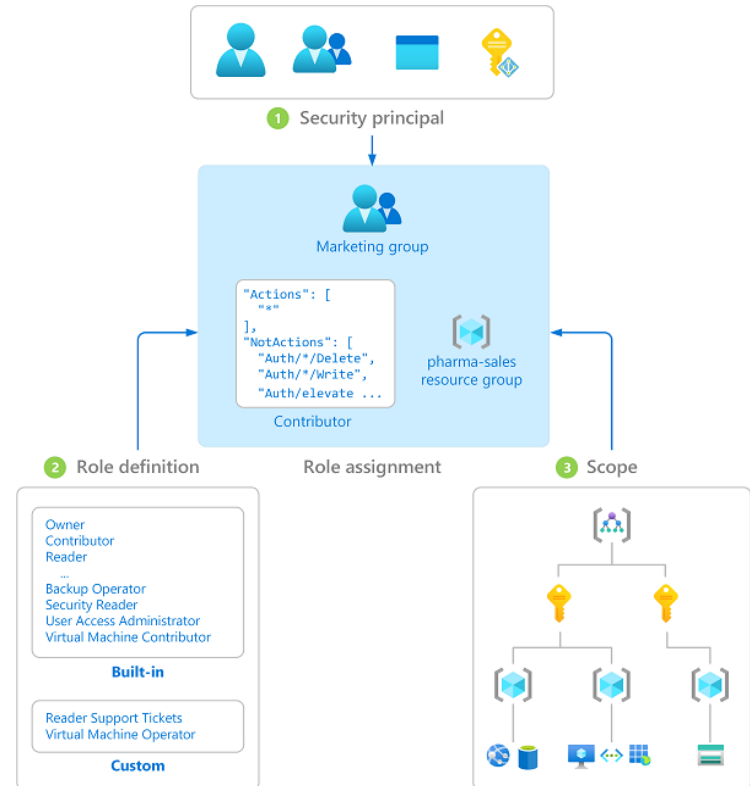 1 Security principal
Marketing group
"Actions": [
"*"
],
"NotActions": [
"Auth/*/Delete",
"Auth/*/Write",
"Auth/elevate ...
Contributor
pharma-sales
resource group
2 Role definition
Role assignment
3 Scope
Owner
Contributor
Reader
...
Backup Operator
Security Reader
User Access Administrator
Virtual Machine Contributor
Built-in
Reader Support Tickets
Virtual Machine Operator
Custom